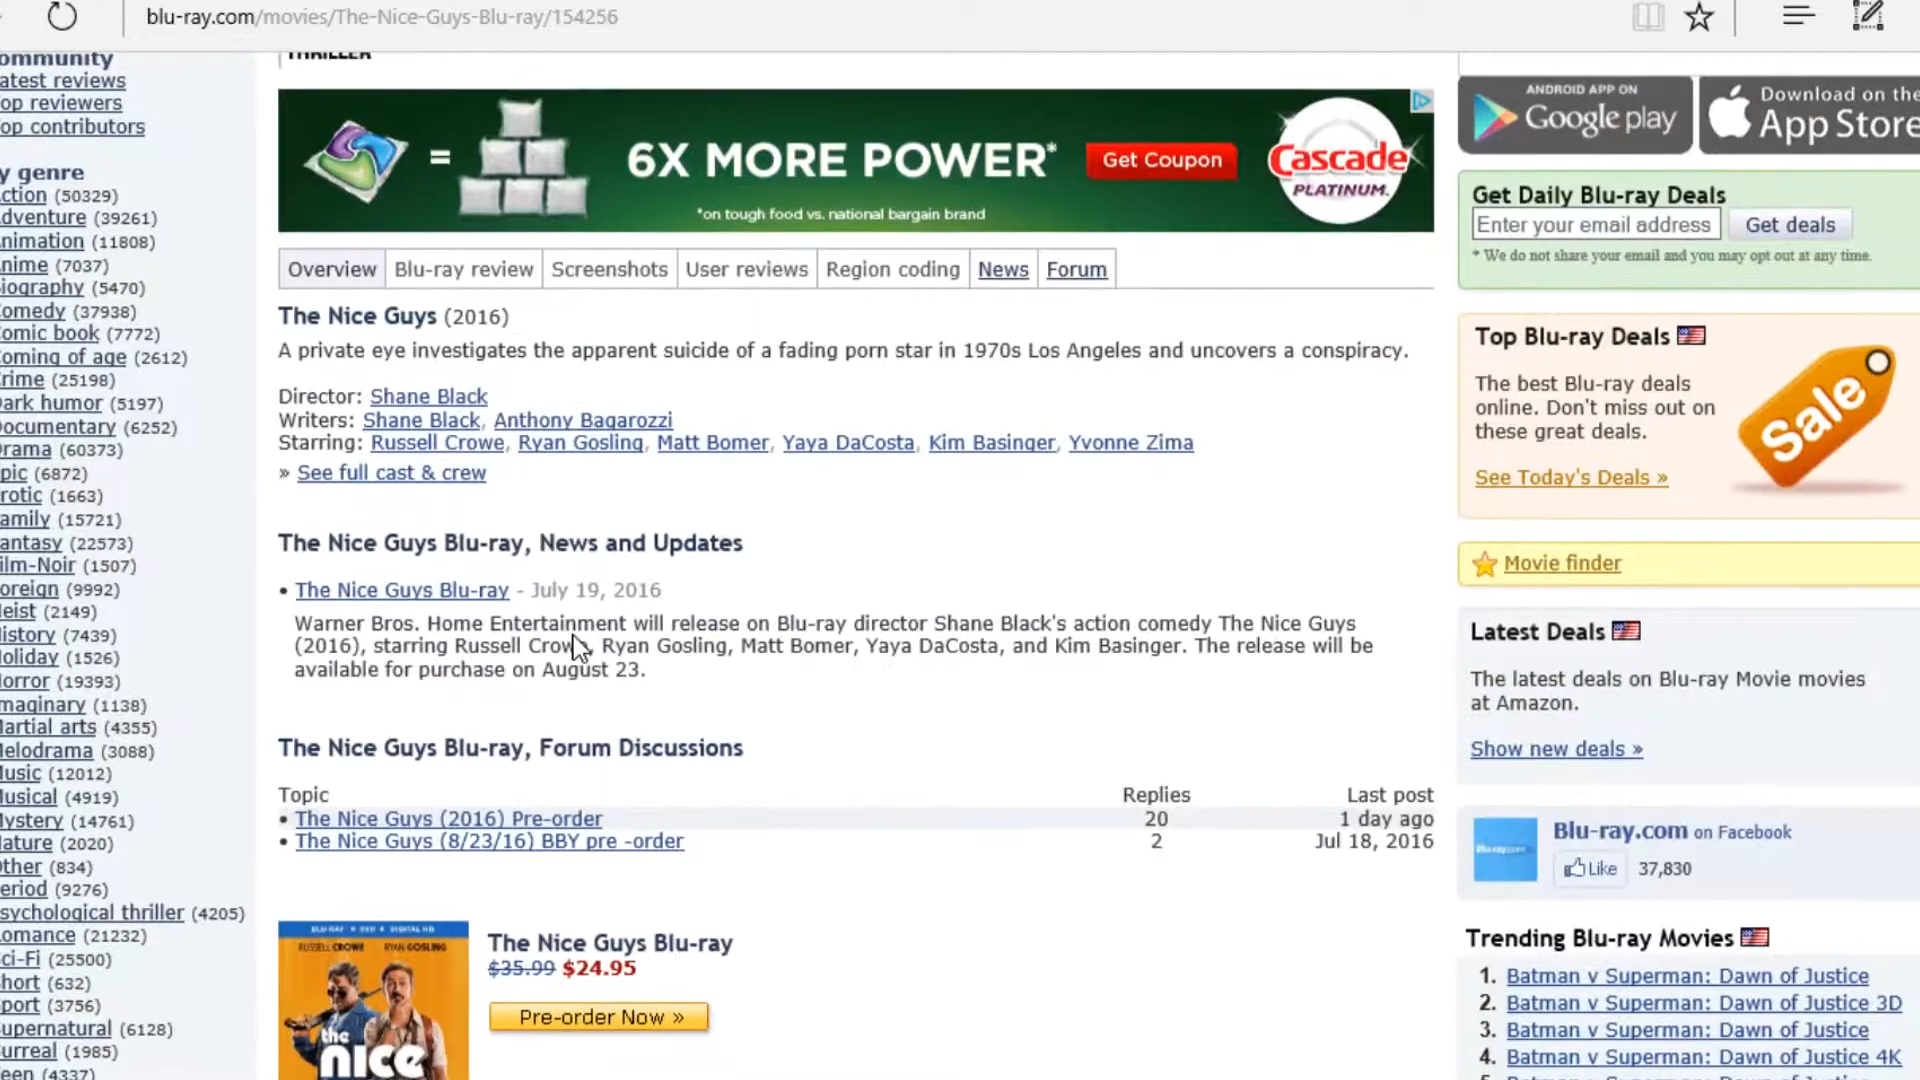 blu-ray.com/movies/The-Nice-Guys-Blu-ray/154256
THRILLER
ommunity
atest reviews
op reviewers
op contributors
y genre
ction (50329)
dventure (39261)
nimation (11808)
nime (7037)
iography (5470)
omedy (37938)
omic book (7772)
oming of age (2612)
rime (25198)
ark humor (5197)
ocumentary (6252)
rama (60373)
pic (6872)
rotic (1663)
amily (15721)
antasy (22573)
ilm-Noir (1507)
oreign (9992)
eist (2149)
istory (7439)
oliday (1526)
orror (19393)
maginary (1138)
artial arts (4355)
elodrama (3088)
usic (12012)
usical (4919)
ystery (14761)
ature (2020)
ther (834)
eriod (9276)
sychological thriller (4205)
omance (21232)
ci-Fi (25500)
hort (632)
port (3756)
upernatural (6128)
urreal (1985)
een (4337)
=
6X MORE POWER*
*on tough food vs. national bargain brand
Get Coupon
Cascade
PLATINUM.
Overview
Blu-ray review
Screenshots
User reviews
Region coding
News
Forum
The Nice Guys (2016)
A private eye investigates the apparent suicide of a fading porn star in 1970s Los Angeles and uncovers a conspiracy.
Director: Shane Black
Writers: Shane Black, Anthony Bagarozzi
Starring: Russell Crowe, Ryan Gosling, Matt Bomer, Yaya DaCosta, Kim Basinger, Yvonne Zima
» See full cast & crew
The Nice Guys Blu-ray, News and Updates
• The Nice Guys Blu-ray - July 19, 2016
Warner Bros. Home Entertainment will release on Blu-ray director Shane Black's action comedy The Nice Guys
(2016), starring Russell Crowe, Ryan Gosling, Matt Bomer, Yaya DaCosta, and Kim Basinger. The release will be
available for purchase on August 23.
The Nice Guys Blu-ray, Forum Discussions
Topic Replies Last post
• The Nice Guys (2016) Pre-order 20 1 day ago
• The Nice Guys (8/23/16) BBY pre -order 2 Jul 18, 2016
BLU-RAY + DVD + DIGITAL HD
RUSSELL CROWE RYAN GOSLING
the
nice
The Nice Guys Blu-ray
$35.99 $24.95
Pre-order Now »
ANDROID APP ON
Google play
Download on the
App Store
Get Daily Blu-ray Deals
Enter your email address
Get deals
* We do not share your email and you may opt out at any time.
Top Blu-ray Deals
The best Blu-ray deals
online. Don't miss out on
these great deals.
See Today's Deals »
Sale
Movie finder
Latest Deals
The latest deals on Blu-ray Movie movies
at Amazon.
Show new deals »
Blu-ray.com
Blu-ray.com on Facebook
Like 37,830
Trending Blu-ray Movies
1. Batman v Superman: Dawn of Justice
2. Batman v Superman: Dawn of Justice 3D
3. Batman v Superman: Dawn of Justice
4. Batman v Superman: Dawn of Justice 4K